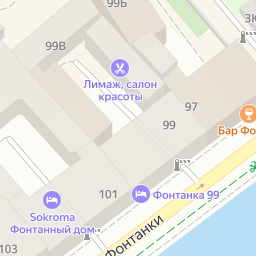 99Б
99В
Лимаж, салон
красоты
97
99
Бар Фо
101
Фонтанка 99
Sokroma
Фонтанный дом
Фонтанки
103